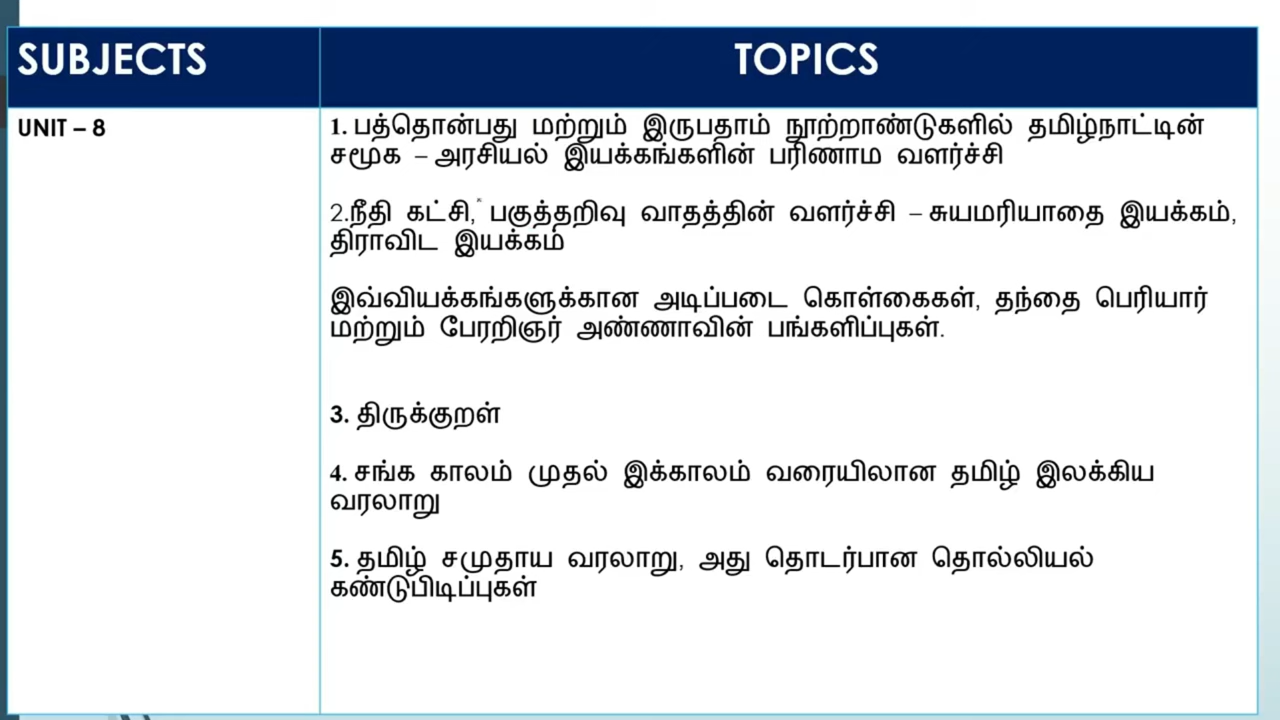 SUBJECTS
TOPICS
UNIT – 8
1. பத்தொன்பது மற்றும் இருபதாம் நூற்றாண்டுகளில் தமிழ்நாட்டின்
சமூக – அரசியல் இயக்கங்களின் பரிணாம வளர்ச்சி
2.நீதி கட்சி, பகுத்தறிவு வாதத்தின் வளர்ச்சி – சுயமரியாதை இயக்கம்,
திராவிட இயக்கம்
இவ்வியக்கங்களுக்கான அடிப்படை கொள்கைகள், தந்தை பெரியார்
மற்றும் பேரறிஞர் அண்ணாவின் பங்களிப்புகள்.
3. திருக்குறள்
4. சங்க காலம் முதல் இக்காலம் வரையிலான தமிழ் இலக்கிய
வரலாறு
5. தமிழ் சமுதாய வரலாறு, அது தொடர்பான தொல்லியல்
கண்டுபிடிப்புகள்